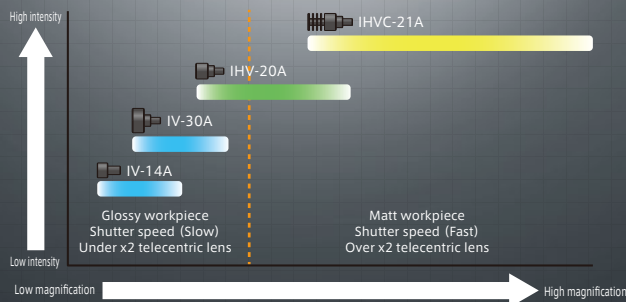 High intensity
IHVC-21A
IHV-20A
IV-30A
IV-14A
Glossy workpiece
Shutter speed (Slow)
Under x2 telecentric lens
Matt workpiece
Shutter speed (Fast)
Over x2 telecentric lens
Low intensity
Low magnification
High magnification